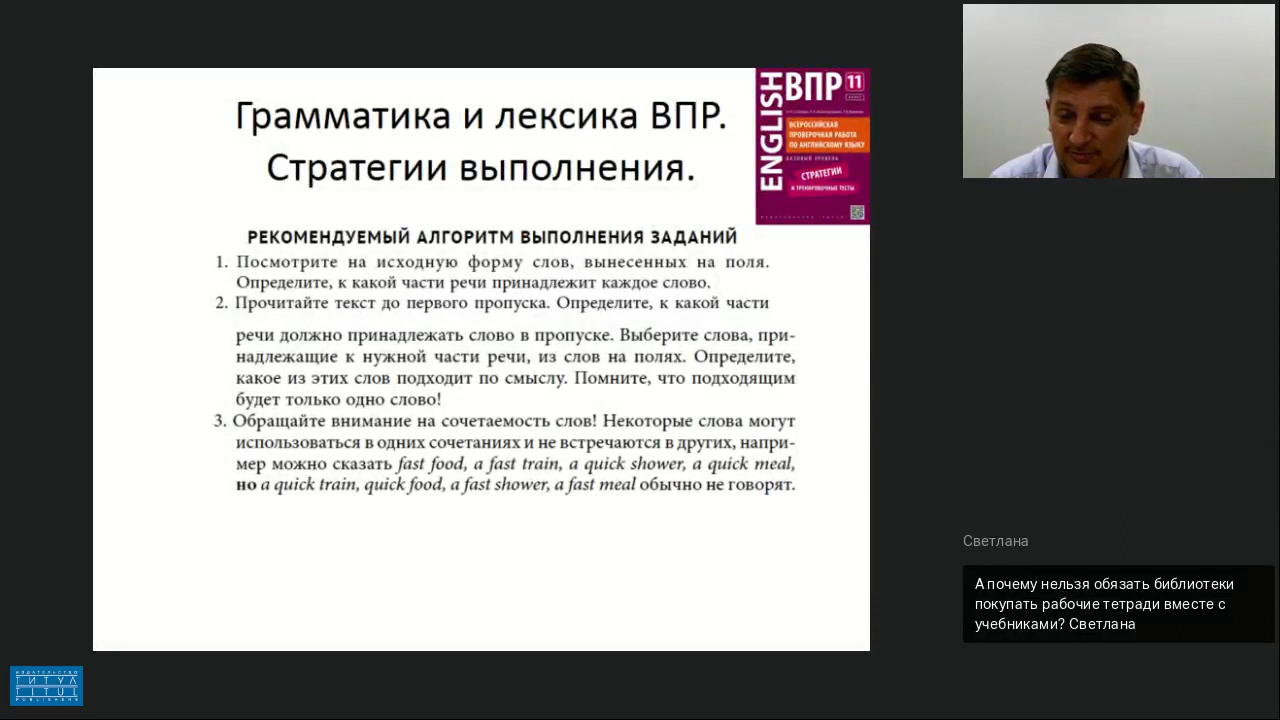 Грамматика и лексика ВПР.
Стратегии выполнения.
ENGLISH
ВПР 11
ВСЕРОССИЙСКАЯ
ПРОВЕРОЧНАЯ РАБОТА
ПО АНГЛИЙСКОМУ ЯЗЫКУ
БАЗОВЫЙ УРОВЕНЬ
СТРАТЕГИИ
И ТРЕНИРОВОЧНЫЕ ТЕСТЫ
РЕКОМЕНДУЕМЫЙ АЛГОРИТМ ВЫПОЛНЕНИЯ ЗАДАНИЙ
1. Посмотрите на исходную форму слов, вынесенных на поля.
Определите, к какой части речи принадлежит каждое слово.
2. Прочитайте текст до первого пропуска. Определите, к какой части
речи должно принадлежать слово в пропуске. Выберите слова, при-
надлежащие к нужной части речи, из слов на полях. Определите,
какое из этих слов подходит по смыслу. Помните, что подходящим
будет только одно слово!
3. Обращайте внимание на сочетаемость слов! Некоторые слова могут
использоваться в одних сочетаниях и не встречаются в других, напри-
мер можно сказать fast food, a fast train, a quick shower, a quick meal,
но a quick train, quick food, a fast shower, a fast meal обычно не говорят.
Светлана
А почему нельзя обязать библиотеки
покупать рабочие тетради вместе с
учебниками? Светлана
ИЗДАТЕЛЬСТВО
ТИТУЛ
TITUL
PUBLISHERS